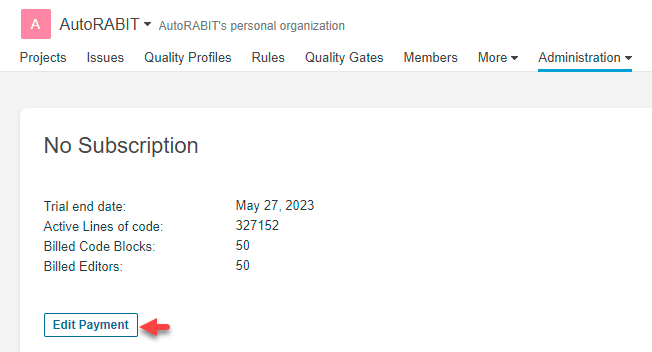 A AutoRABIT AutoRABIT's personal organization
Projects Issues Quality Profiles Rules Quality Gates Members More Administration
No Subscription
Trial end date: May 27, 2023
Active Lines of code: 327152
Billed Code Blocks: 50
Billed Editors: 50
Edit Payment